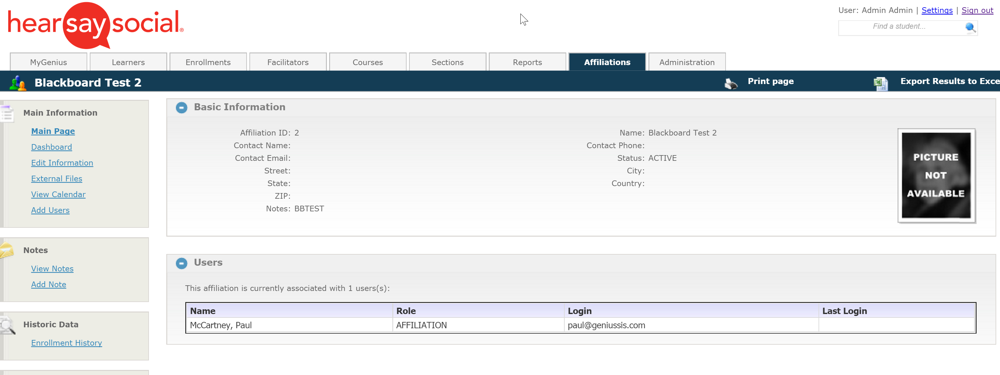 hearsaysocial®
User: Admin Admin | Settings | Sign out
Find a student...
MyGenius Learners Enrollments Facilitators Courses Sections Reports Affiliations Administration
Blackboard Test 2 Print page Export Results to Exce
Main Information
Main Page
Dashboard
Edit Information
External Files
View Calendar
Add Users
Notes
View Notes
Add Note
Historic Data
Enrollment History
Basic Information
Affiliation ID: 2 Name: Blackboard Test 2
Contact Name: Contact Phone:
Contact Email: Status: ACTIVE
Street: City:
State: Country:
ZIP:
Notes: BBTEST
PICTURE
NOT
AVAILABLE
Users
This affiliation is currently associated with 1 users(s):
Name Role Login Last Login
McCartney, Paul AFFILIATION paul@geniussis.com